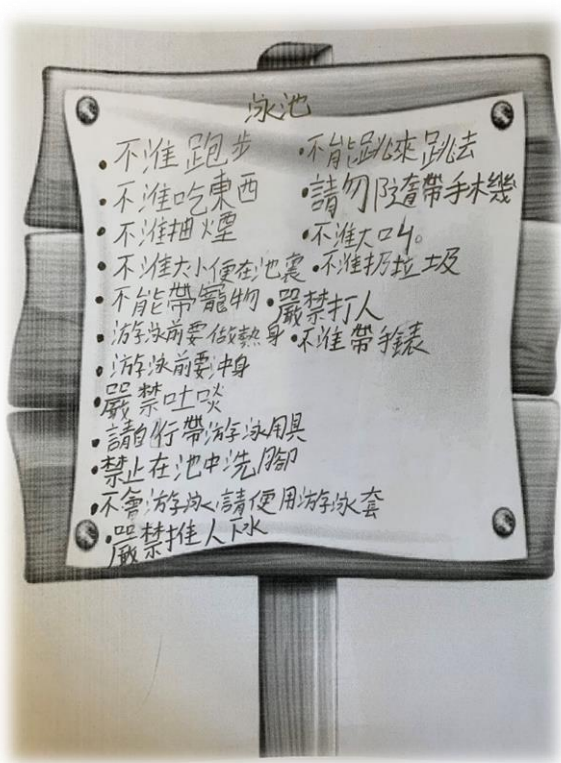 泳池
•不准跑步
•不准吃東西
•不准抽煙
•不准大小便在池裏
•不能帶寵物
•游泳前要做熱身
•游泳前要沖身
•嚴禁吐啖
•請自行帶游泳用具
•禁止在池中洗腳
•不會游泳請使用游泳套
•嚴禁推人下水
•不能跳來跳去
•請勿隨帶手機
•不准大叫。
•不准扔垃圾
•嚴禁打人
•不准帶手錶